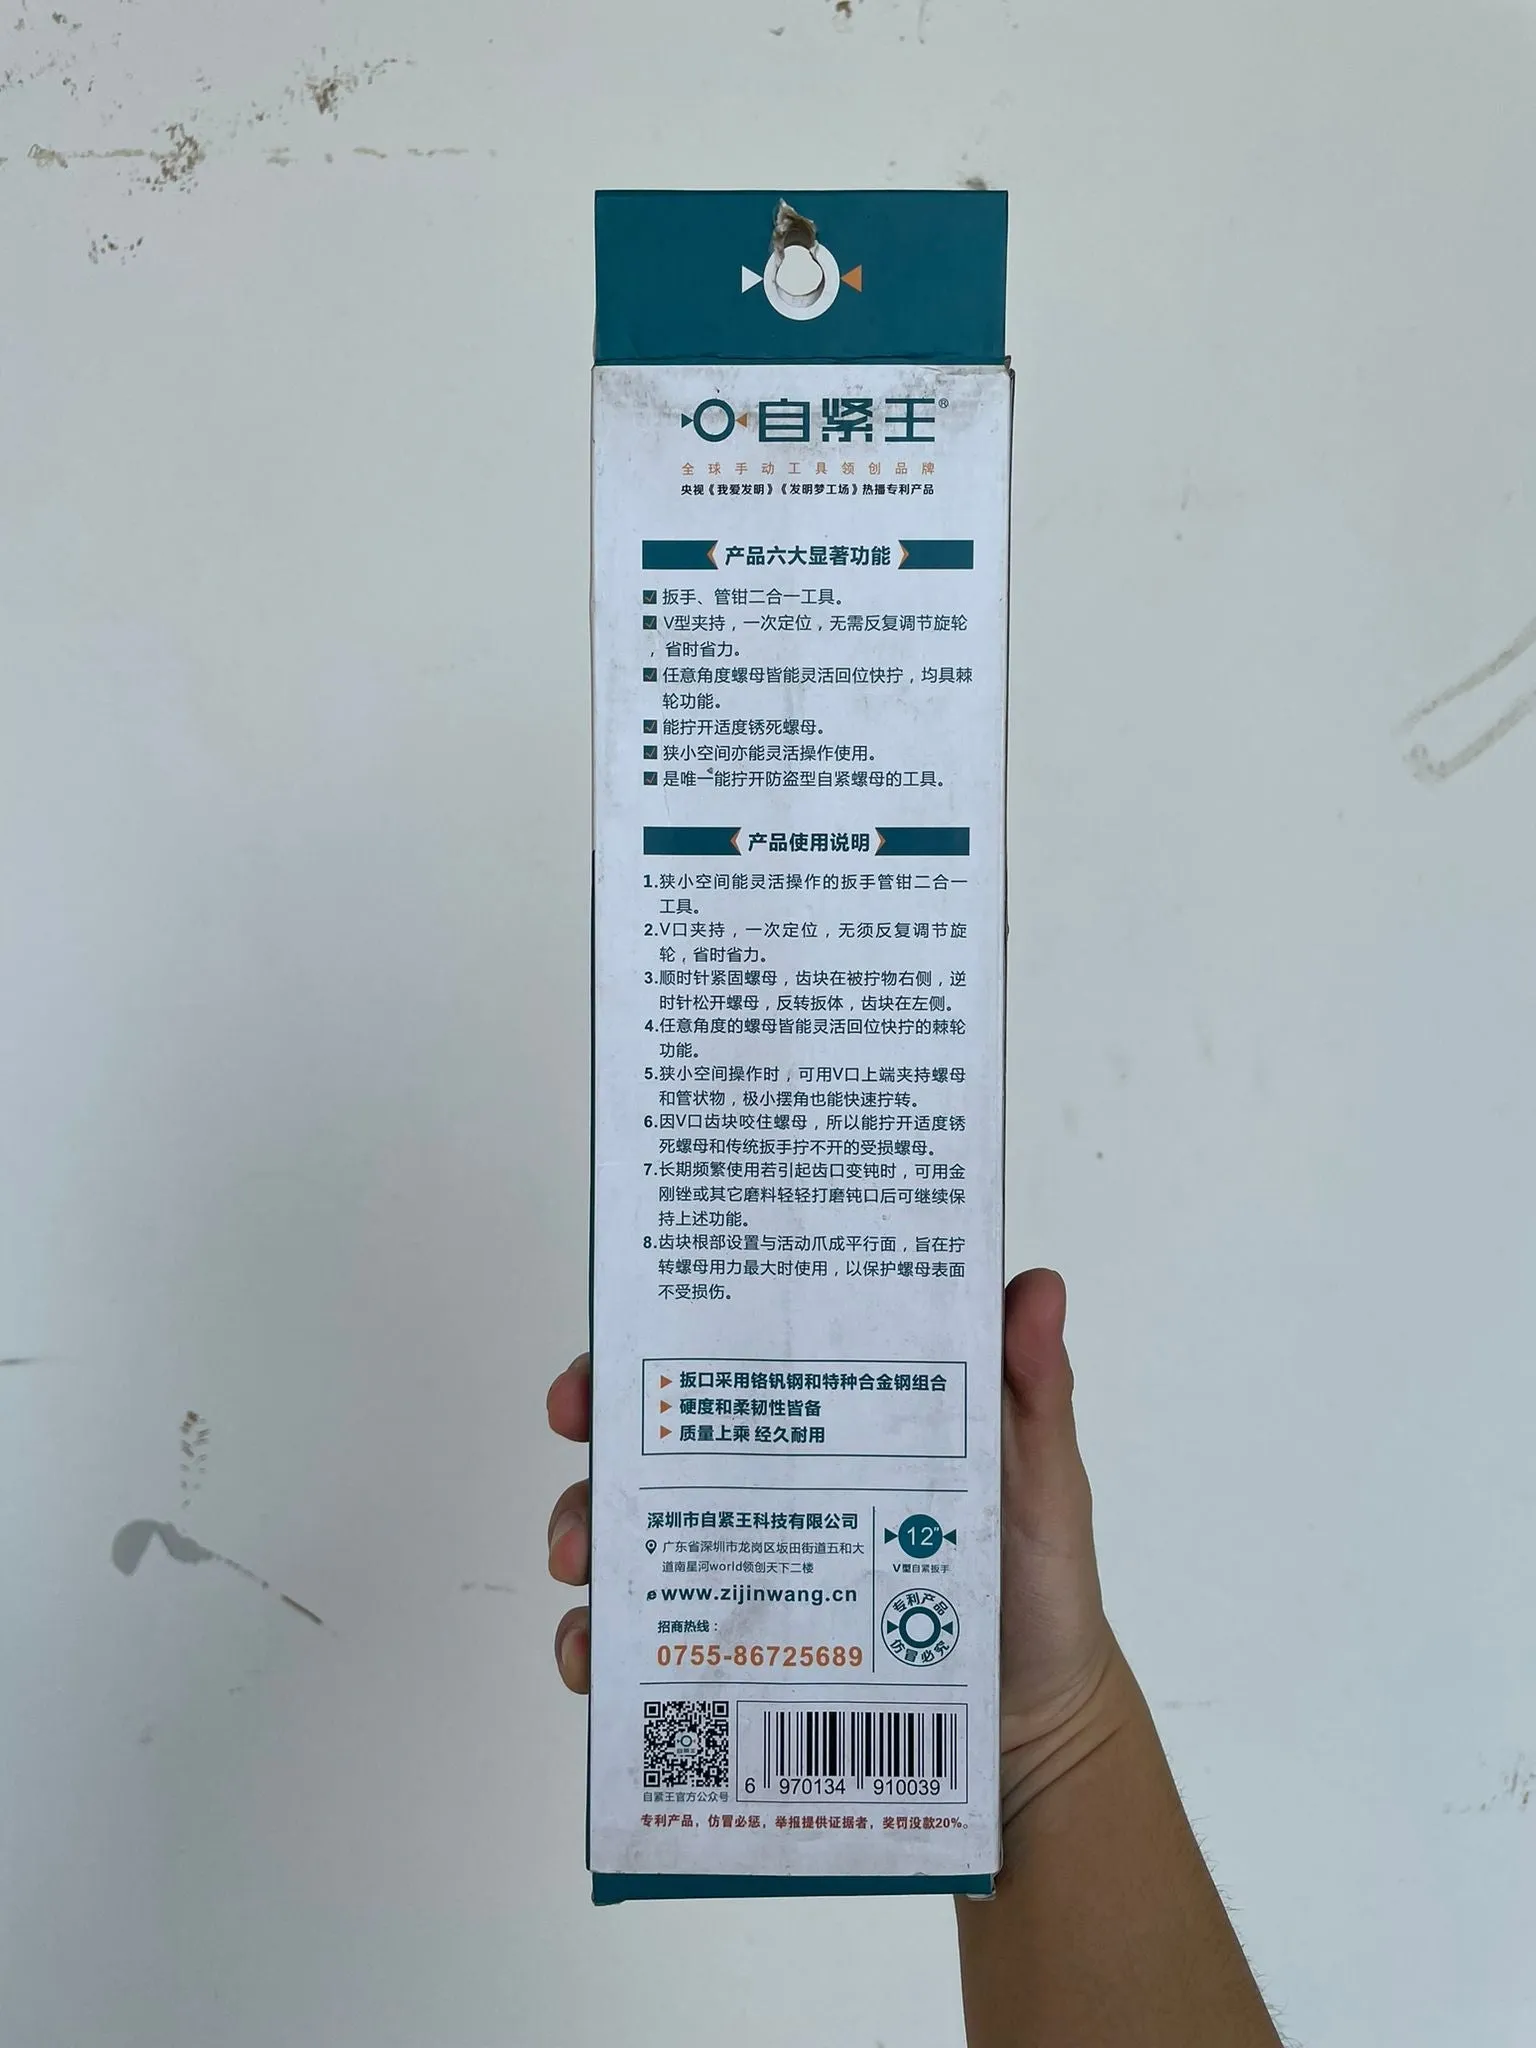 自紧王®
全球手动工具领创品牌
央视《我爱发明》《发明梦工场》热播专利产品
产品六大显著功能
扳手、管钳二合一工具。
V型夹持，一次定位，无需反复调节旋轮
，省时省力。
任意角度螺母皆能灵活回位快拧，均具棘
轮功能。
能拧开适度锈死螺母。
狭小空间亦能灵活操作使用。
是唯一能拧开防盗型自紧螺母的工具。
产品使用说明
1.狭小空间能灵活操作的扳手管钳二合一
工具。
2.V口夹持，一次定位，无须反复调节旋
轮，省时省力。
3.顺时针紧固螺母，齿块在被拧物右侧，逆
时针松开螺母，反转扳体，齿块在左侧。
4.任意角度的螺母皆能灵活回位快拧的棘轮
功能。
5.狭小空间操作时，可用V口上端夹持螺母
和管状物，极小摆角也能快速拧转。
6.因V口齿块咬住螺母，所以能拧开适度锈
死螺母和传统扳手拧不开的受损螺母。
7.长期频繁使用若引起齿口变钝时，可用金
刚锉或其它磨料轻轻打磨钝口后可继续保
持上述功能。
8.齿块根部设置与活动爪成平行面，旨在拧
转螺母用力最大时使用，以保护螺母表面
不受损伤。
扳口采用铬钒钢和特种合金钢组合
硬度和柔韧性皆备
质量上乘 经久耐用
深圳市自紧王科技有限公司
广东省深圳市龙岗区坂田街道五和大
道南星河world领创天下二楼
www.zijinwang.cn
招商热线：
0755-86725689
12"
V型自紧扳手
专利产品
仿冒必究
自紧王
自紧王官方公众号
6 970134 910039
专利产品，仿冒必惩，举报提供证据者，奖罚没款20%。